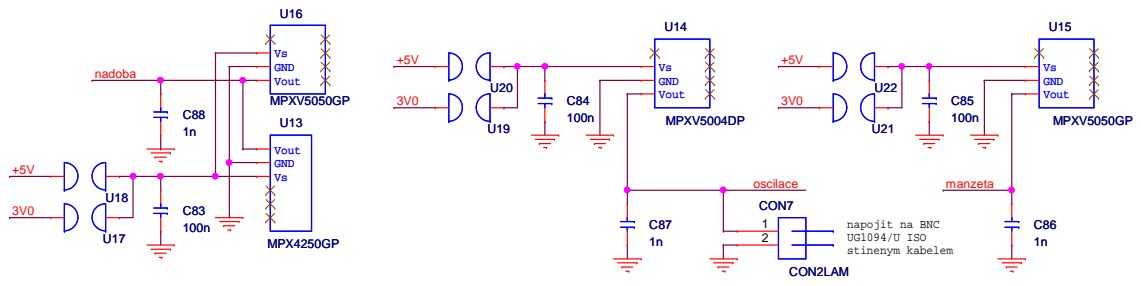 U16
Vs
GND
Vout
MPXV5050GP
nadoba
C88
1n
U13
Vout
GND
Vs
MPX4250GP
+5V
U18
3V0
U17
C83
100n
U14
Vs
GND
Vout
MPXV5004DP
+5V
U20
3V0
U19
C84
100n
oscilace
C87
1n
CON7
1
2
CON2LAM
napojit na BNC
UG1094/U ISO
stinenym kabelem
U15
Vs
GND
Vout
MPXV5050GP
+5V
U22
3V0
U21
C85
100n
manzeta
C86
1n